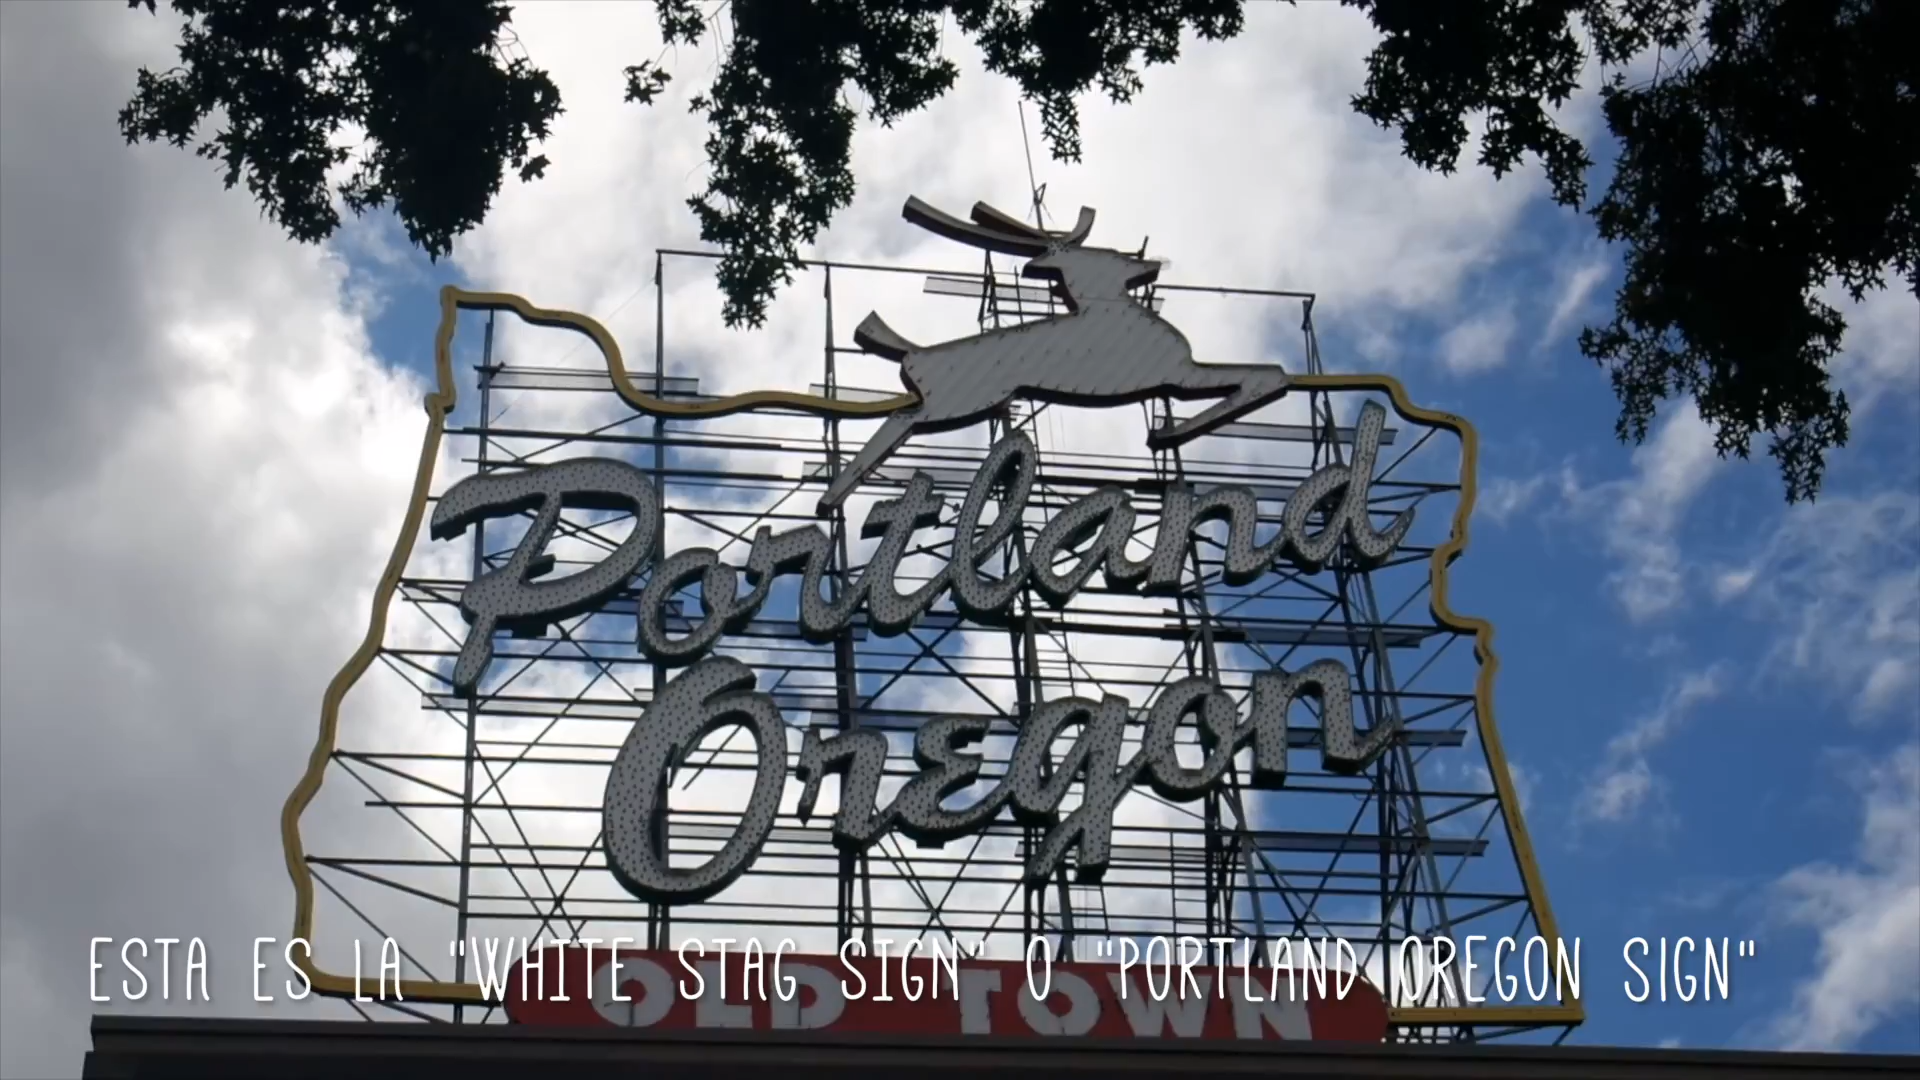 Portland
Oregon
OLD TOWN
ESTA ES LA "WHITE STAG SIGN" O "PORTLAND OREGON SIGN"